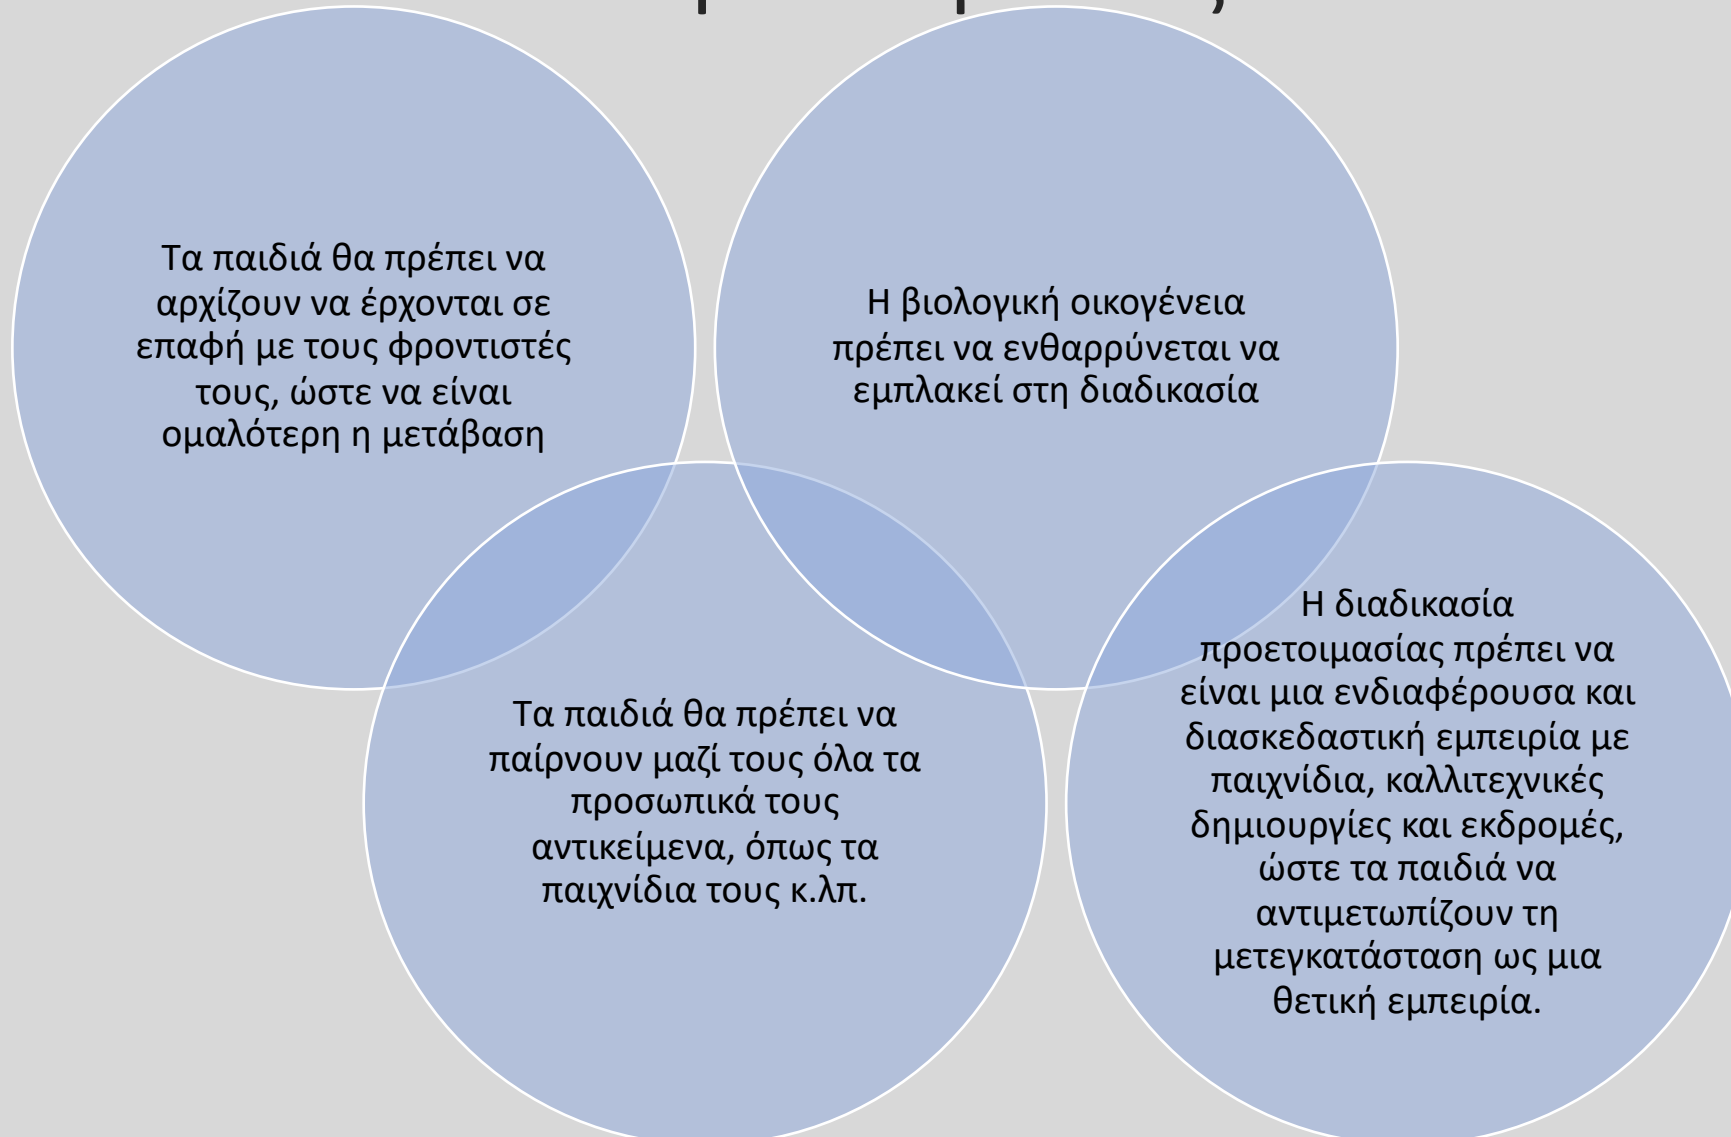 Τα παιδιά θα πρέπει να
αρχίζουν να έρχονται σε
επαφή με τους φροντιστές
τους, ώστε να είναι
ομαλότερη η μετάβαση
Τα παιδιά θα πρέπει να
παίρνουν μαζί τους όλα τα
προσωπικά τους
αντικείμενα, όπως τα
παιχνίδια τους κ.λπ.
Η βιολογική οικογένεια
πρέπει να ενθαρρύνεται να
εμπλακεί στη διαδικασία
Η διαδικασία
προετοιμασίας πρέπει να
είναι μια ενδιαφέρουσα και
διασκεδαστική εμπειρία με
παιχνίδια, καλλιτεχνικές
δημιουργίες και εκδρομές,
ώστε τα παιδιά να
αντιμετωπίζουν τη
μετεγκατάσταση ως μια
θετική εμπειρία.